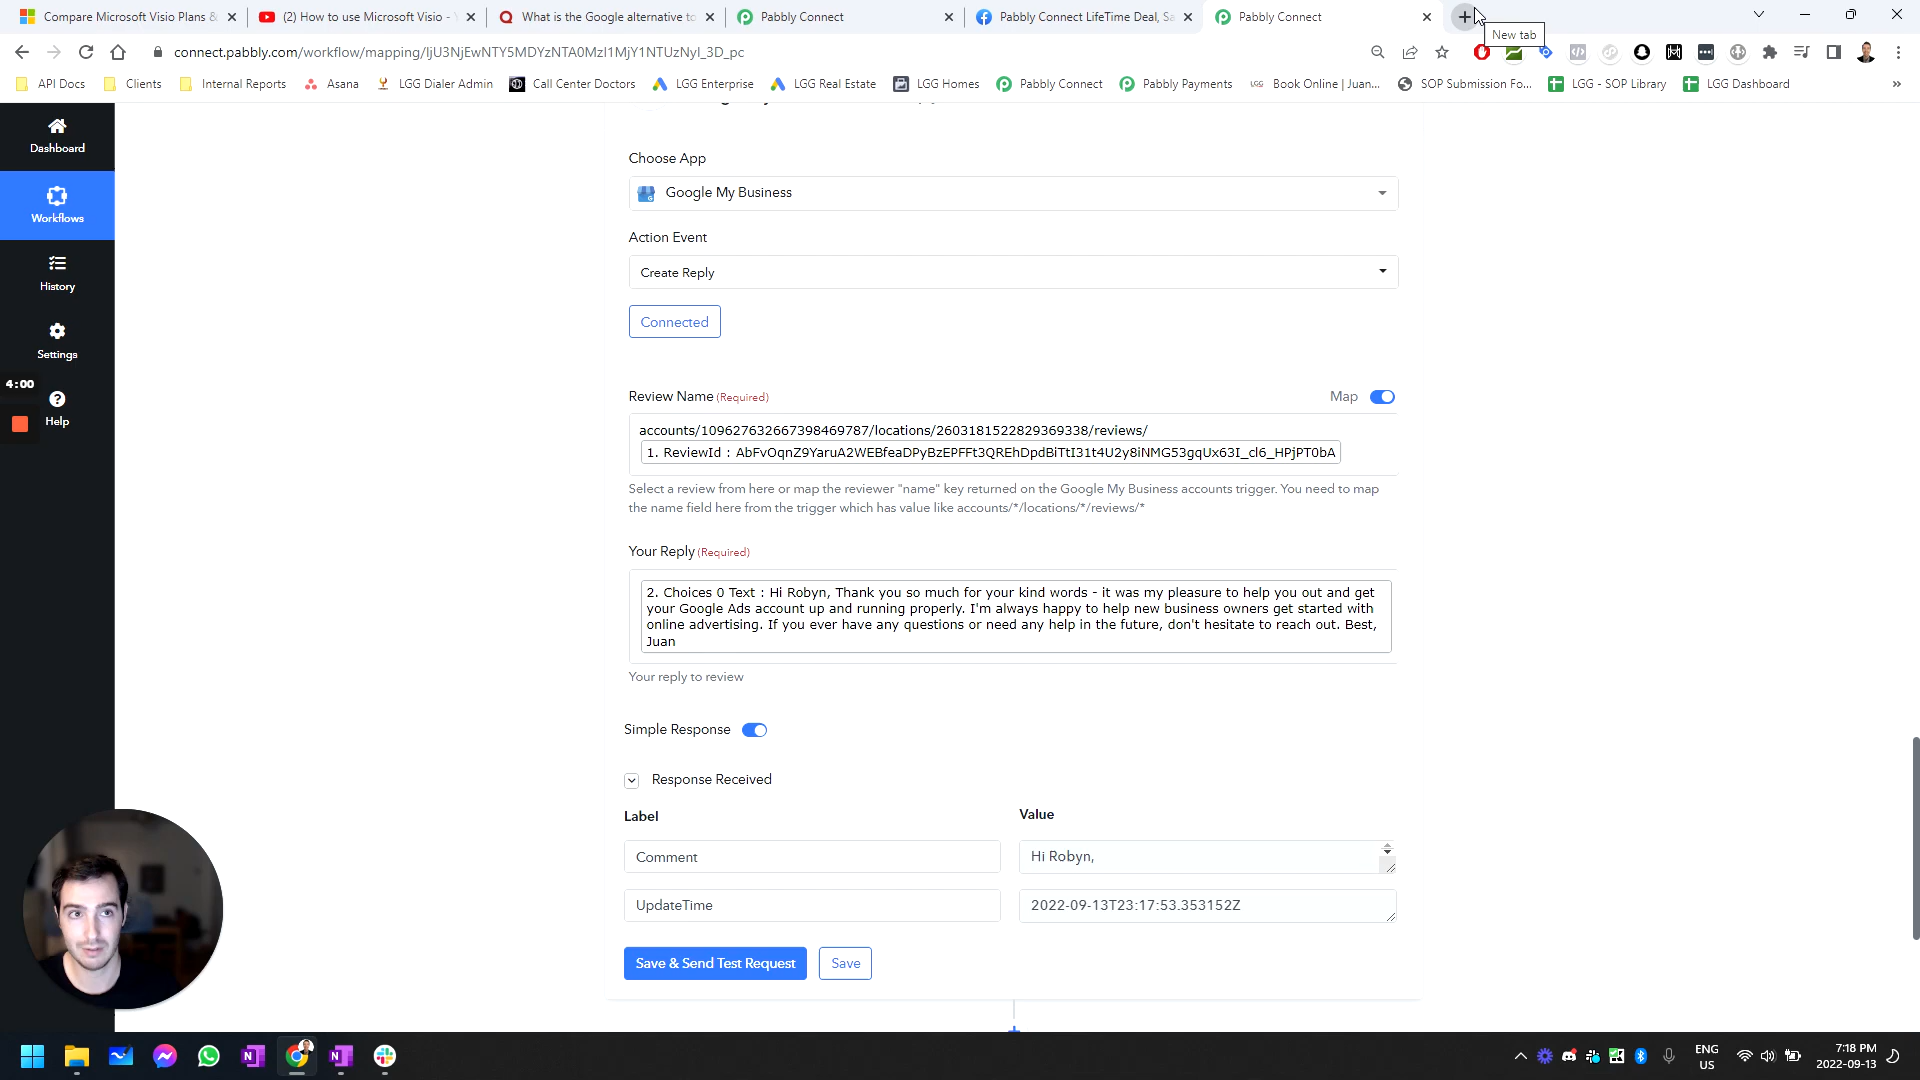 Compare Microsoft Visio Plans &
(2) How to use Microsoft Visio -
What is the Google alternative to
Pabbly Connect
Pabbly Connect LifeTime Deal, Sa
Pabbly Connect
New tab
connect.pabbly.com/workflow/mapping/IjU3NjEwNTY5MDYzNTA0MzI1MjY1NTUzNyI_3D_pc
API Docs
Clients
Internal Reports
Asana
LGG Dialer Admin
Call Center Doctors
LGG Enterprise
LGG Real Estate
LGG Homes
Pabbly Connect
Pabbly Payments
LGG Book Online | Juan...
SOP Submission Fo...
LGG - SOP Library
LGG Dashboard
Dashboard
Workflows
History
Settings
4:00
Help
Choose App
Google My Business
Action Event
Create Reply
Connected
Review Name (Required)
Map
accounts/109627632667398469787/locations/2603181522829369338/reviews/
1. ReviewId : AbFvOqnZ9YaruA2WEBfeaDPyBzEPFFt3QREhDpdBiTtI31t4U2y8iNMG53gqUx63I_cl6_HPjPT0bA
Select a review from here or map the reviewer "name" key returned on the Google My Business accounts trigger. You need to map
the name field here from the trigger which has value like accounts/*/locations/*/reviews/*
Your Reply (Required)
2. Choices 0 Text : Hi Robyn, Thank you so much for your kind words - it was my pleasure to help you out and get
your Google Ads account up and running properly. I'm always happy to help new business owners get started with
online advertising. If you ever have any questions or need any help in the future, don't hesitate to reach out. Best,
Juan
Your reply to review
Simple Response
Response Received
Label
Value
Comment
Hi Robyn,
UpdateTime
2022-09-13T23:17:53.353152Z
Save & Send Test Request
Save
ENG
US
7:18 PM
2022-09-13